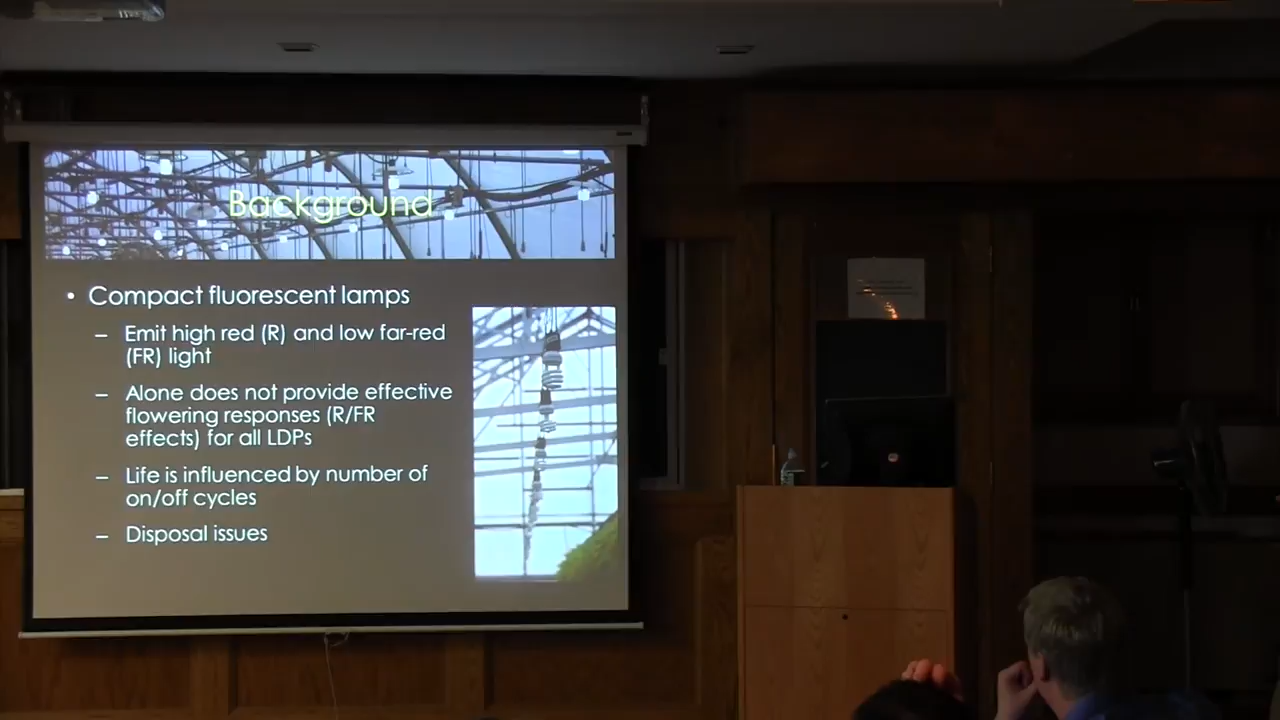 Background
• Compact fluorescent lamps
– Emit high red (R) and low far-red
(FR) light
– Alone does not provide effective
flowering responses (R/FR
effects) for all LDPs
– Life is influenced by number of
on/off cycles
– Disposal issues